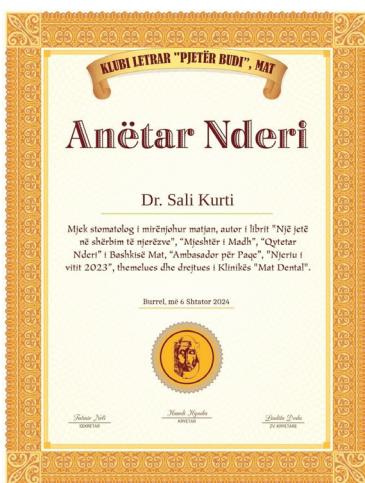 KLUBI LETRAR "PJETËR BUDI", MAT
Anëtar Nderi
Dr. Sali Kurti
Mjek stomatolog i mirënjohur matjan, autor i librit "Një jetë
në shërbim të njerëzve", "Mjeshtër i Madh", "Qytetar
Nderi" i Bashkisë Mat, "Ambasador për Paqe", "Njeriu i
vitit 2023", themelues dhe drejtues i Klinikës "Mat Dental".
Burrel, më 6 Shtator 2024
SEKRETAR
KRYETAR
ZV KRYETARE